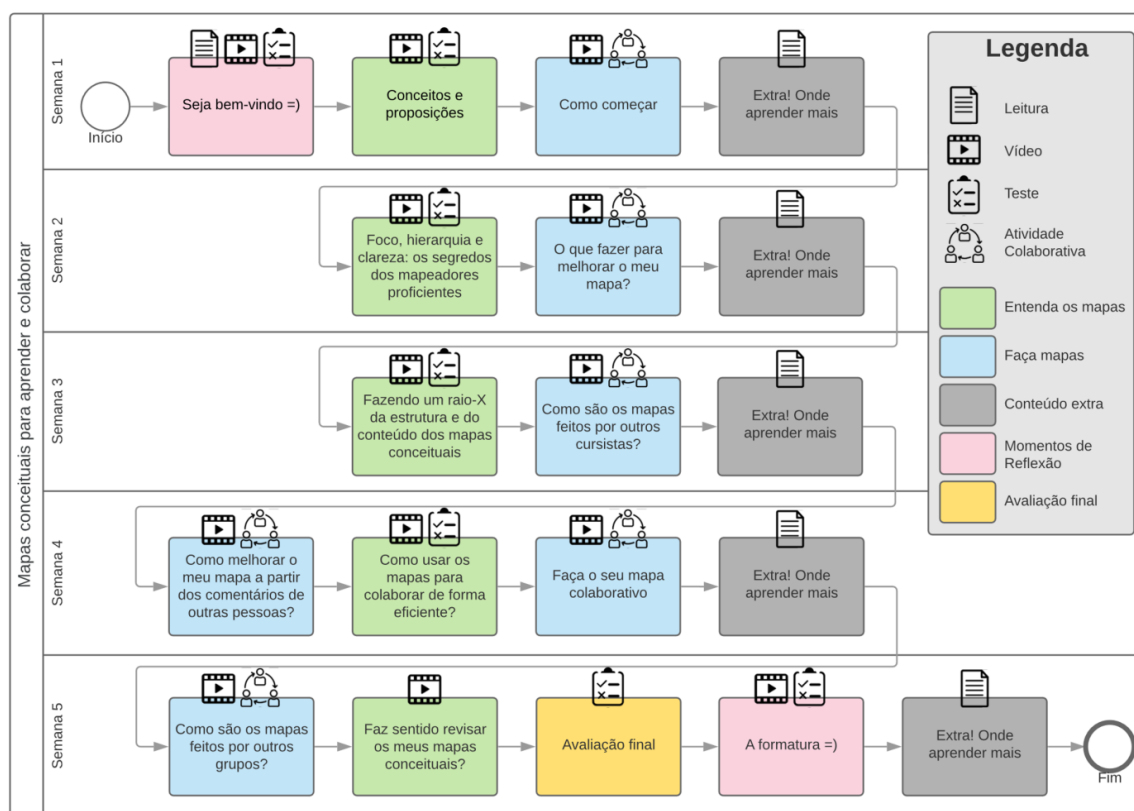 Mapas conceituais para aprender e colaborar
Semana 1
Início
Seja bem-vindo =)
Conceitos e
proposições
Como começar
Extra! Onde
aprender mais
Semana 2
Foco, hierarquia e
clareza: os segredos
dos mapeadores
proficientes
O que fazer para
melhorar o meu
mapa?
Extra! Onde
aprender mais
Semana 3
Fazendo um raio-X
da estrutura e do
conteúdo dos mapas
conceituais
Como são os mapas
feitos por outros
cursistas?
Extra! Onde
aprender mais
Semana 4
Como melhorar o
meu mapa a partir
dos comentários de
outras pessoas?
Como usar os
mapas para
colaborar de forma
eficiente?
Faça o seu mapa
colaborativo
Extra! Onde
aprender mais
Semana 5
Como são os mapas
feitos por outros
grupos?
Faz sentido revisar
os meus mapas
conceituais?
Avaliação final
A formatura =)
Extra! Onde
aprender mais
Fim
Legenda
Leitura
Vídeo
Teste
Atividade
Colaborativa
Entenda os mapas
Faça mapas
Conteúdo extra
Momentos de
Reflexão
Avaliação final